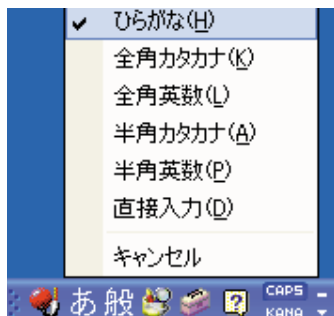 ひらがな(H)
全角カタカナ(K)
全角英数(L)
半角カタカナ(A)
半角英数(P)
直接入力(D)
キャンセル
あ 般 ? CAPS
KANA